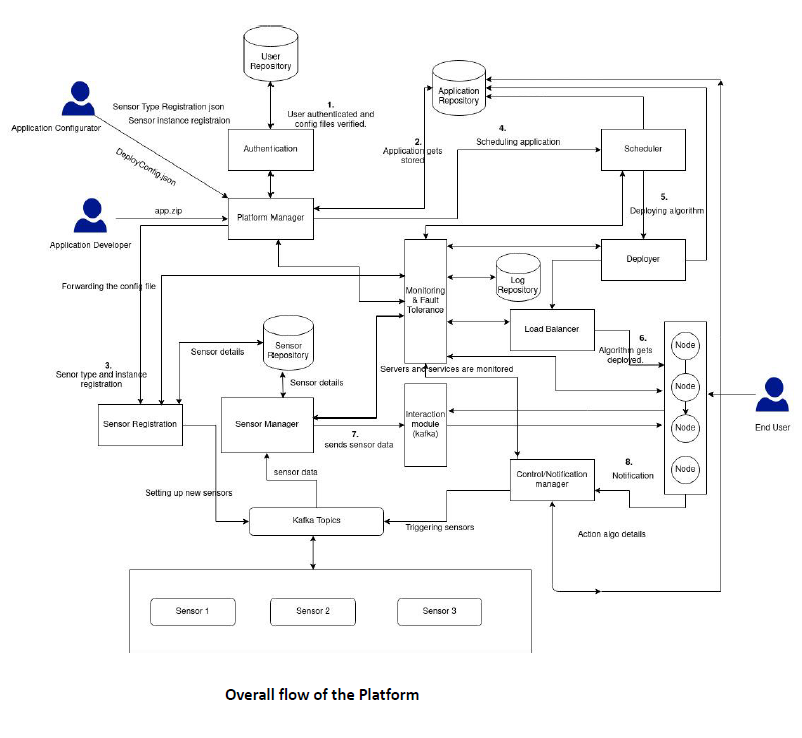 User
Repository
Application
Repository
Sensor Type Registration json
Sensor instance registraion
1.
User authenticated and
config files verified.
Application Configurator
DeployConfig.json
Authentication
2.
Application gets
stored
4.
Scheduling application
Scheduler
app.zip
Platform Manager
5.
Deploying algorithm
Application Developer
Deployer
Forwarding the config file
Monitoring
& Fault
Tolerance
Log
Repository
Load Balancer
Sensor details
Sensor
Repository
6.
Algorithm gets
deployed.
Node
3.
Senor type and instance
registration
Sensor details
Servers and services are monitored
Node
Sensor Registration
Sensor Manager
7.
sends sensor data
Interaction
module
(kafka)
Node
End User
sensor data
Control/Notification
manager
8.
Notification
Node
Setting up new sensors
Kafka Topics
Triggering sensors
Action algo details
Sensor 1
Sensor 2
Sensor 3
Overall flow of the Platform